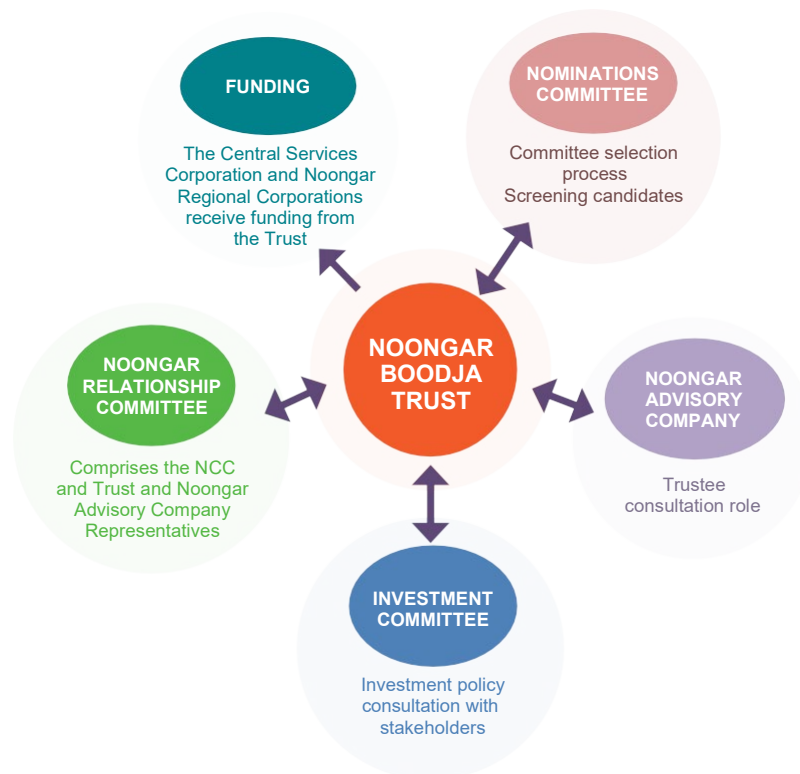 FUNDING
The Central Services
Corporation and Noongar
Regional Corporations
receive funding from
the Trust
NOMINATIONS
COMMITTEE
Committee selection
process
Screening candidates
NOONGAR
BOODJA
TRUST
NOONGAR
RELATIONSHIP
COMMITTEE
Comprises the NCC
and Trust and Noongar
Advisory Company
Representatives
NOONGAR
ADVISORY
COMPANY
Trustee
consultation role
INVESTMENT
COMMITTEE
Investment policy
consultation with
stakeholders